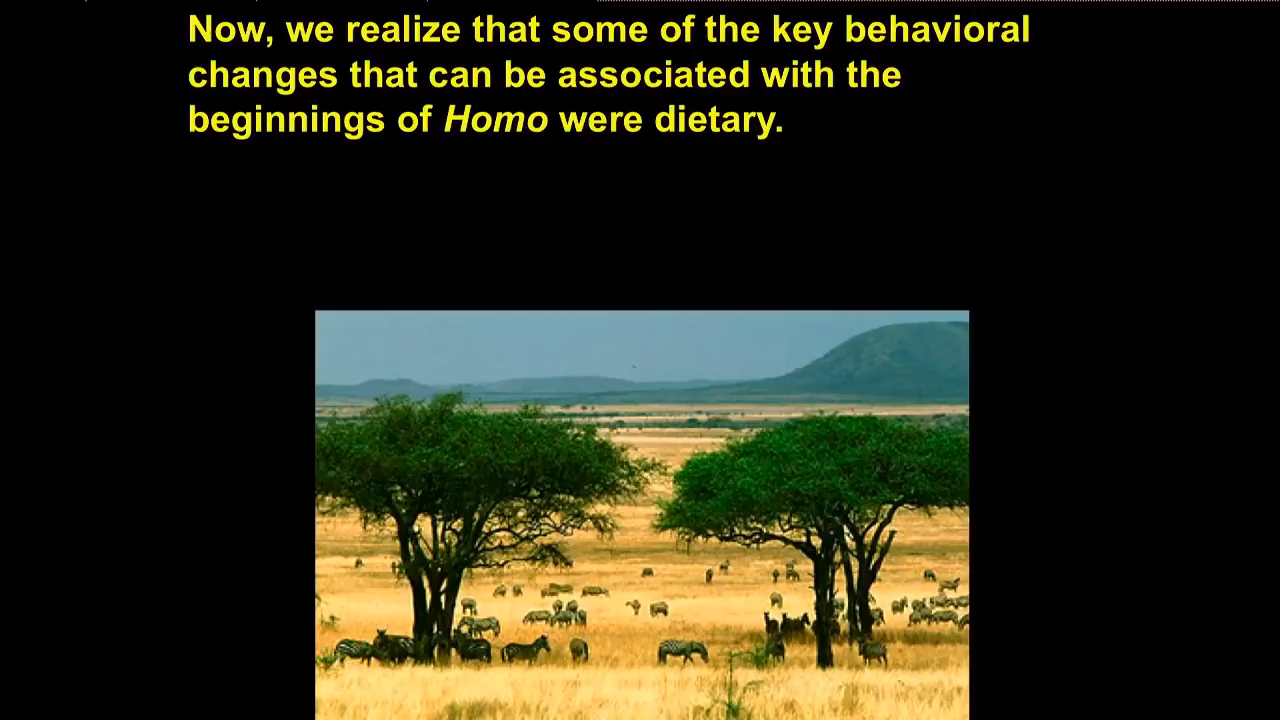 Now, we realize that some of the key behavioral
changes that can be associated with the
beginnings of Homo were dietary.